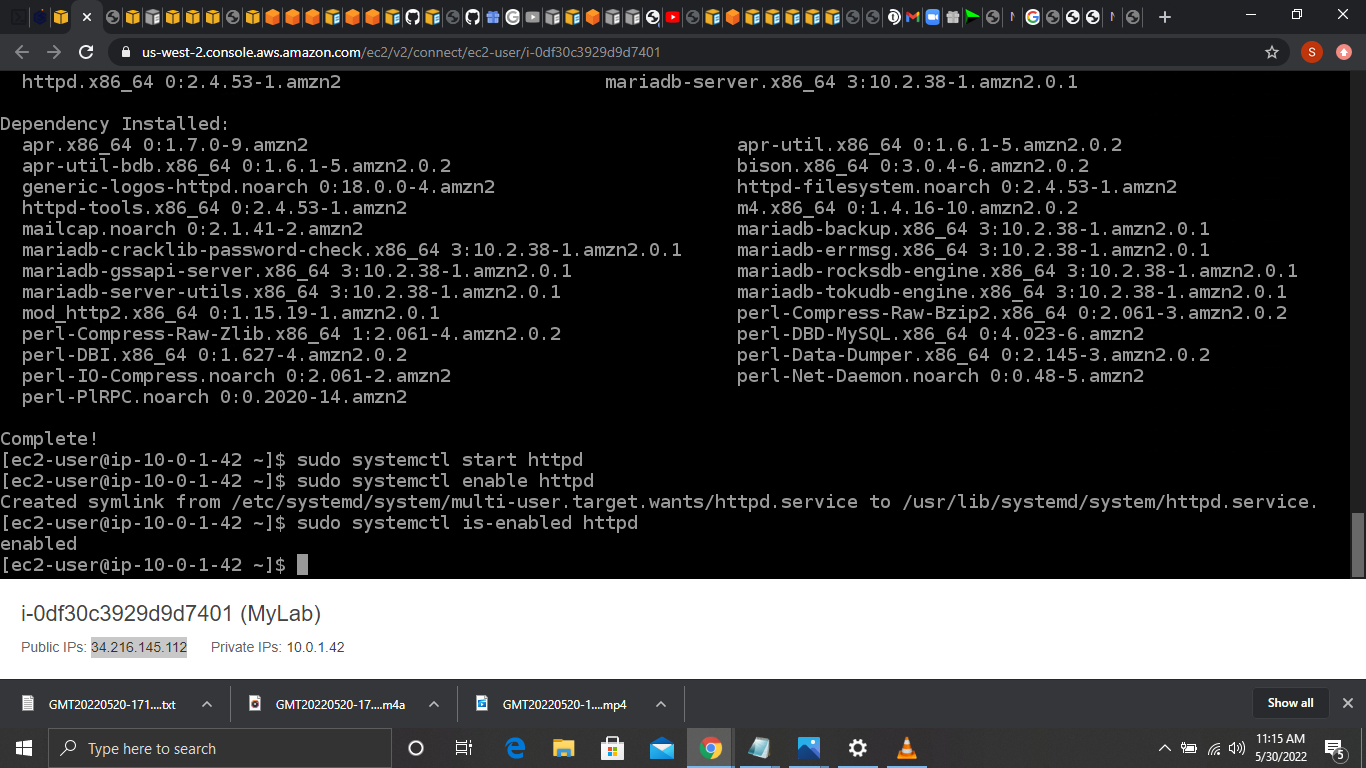 us-west-2.console.aws.amazon.com/ec2/v2/connect/ec2-user/i-0df30c3929d9d7401
S
httpd.x86_64 0:2.4.53-1.amzn2 mariadb-server.x86_64 3:10.2.38-1.amzn2.0.1
Dependency Installed:
apr.x86_64 0:1.7.0-9.amzn2 apr-util.x86_64 0:1.6.1-5.amzn2.0.2
apr-util-bdb.x86_64 0:1.6.1-5.amzn2.0.2 bison.x86_64 0:3.0.4-6.amzn2.0.2
generic-logos-httpd.noarch 0:18.0.0-4.amzn2 httpd-filesystem.noarch 0:2.4.53-1.amzn2
httpd-tools.x86_64 0:2.4.53-1.amzn2 m4.x86_64 0:1.4.16-10.amzn2.0.2
mailcap.noarch 0:2.1.41-2.amzn2 mariadb-backup.x86_64 3:10.2.38-1.amzn2.0.1
mariadb-cracklib-password-check.x86_64 3:10.2.38-1.amzn2.0.1 mariadb-errmsg.x86_64 3:10.2.38-1.amzn2.0.1
mariadb-gssapi-server.x86_64 3:10.2.38-1.amzn2.0.1 mariadb-rocksdb-engine.x86_64 3:10.2.38-1.amzn2.0.1
mariadb-server-utils.x86_64 3:10.2.38-1.amzn2.0.1 mariadb-tokudb-engine.x86_64 3:10.2.38-1.amzn2.0.1
mod_http2.x86_64 0:1.15.19-1.amzn2.0.1 perl-Compress-Raw-Bzip2.x86_64 0:2.061-3.amzn2.0.2
perl-Compress-Raw-Zlib.x86_64 1:2.061-4.amzn2.0.2 perl-DBD-MySQL.x86_64 0:4.023-6.amzn2
perl-DBI.x86_64 0:1.627-4.amzn2.0.2 perl-Data-Dumper.x86_64 0:2.145-3.amzn2.0.2
perl-IO-Compress.noarch 0:2.061-2.amzn2 perl-Net-Daemon.noarch 0:0.48-5.amzn2
perl-PlRPC.noarch 0:0.2020-14.amzn2
Complete!
[ec2-user@ip-10-0-1-42 ~]$ sudo systemctl start httpd
[ec2-user@ip-10-0-1-42 ~]$ sudo systemctl enable httpd
Created symlink from /etc/systemd/system/multi-user.target.wants/httpd.service to /usr/lib/systemd/system/httpd.service.
[ec2-user@ip-10-0-1-42 ~]$ sudo systemctl is-enabled httpd
enabled
[ec2-user@ip-10-0-1-42 ~]$
i-0df30c3929d9d7401 (MyLab)
Public IPs: 34.216.145.112 Private IPs: 10.0.1.42
GMT20220520-171....txt GMT20220520-17....m4a GMT20220520-1....mp4 Show all
Type here to search
11:15 AM
5/30/2022
5